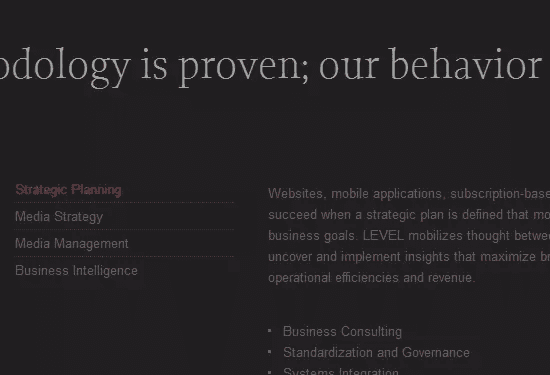 odology is proven; our behavior
Strategic Planning
Media Strategy
Media Management
Business Intelligence
Websites, mobile applications, subscription-base
succeed when a strategic plan is defined that mo
business goals. LEVEL mobilizes thought betwee
uncover and implement insights that maximize br
operational efficiencies and revenue.
• Business Consulting
• Standardization and Governance
• Systems Integration